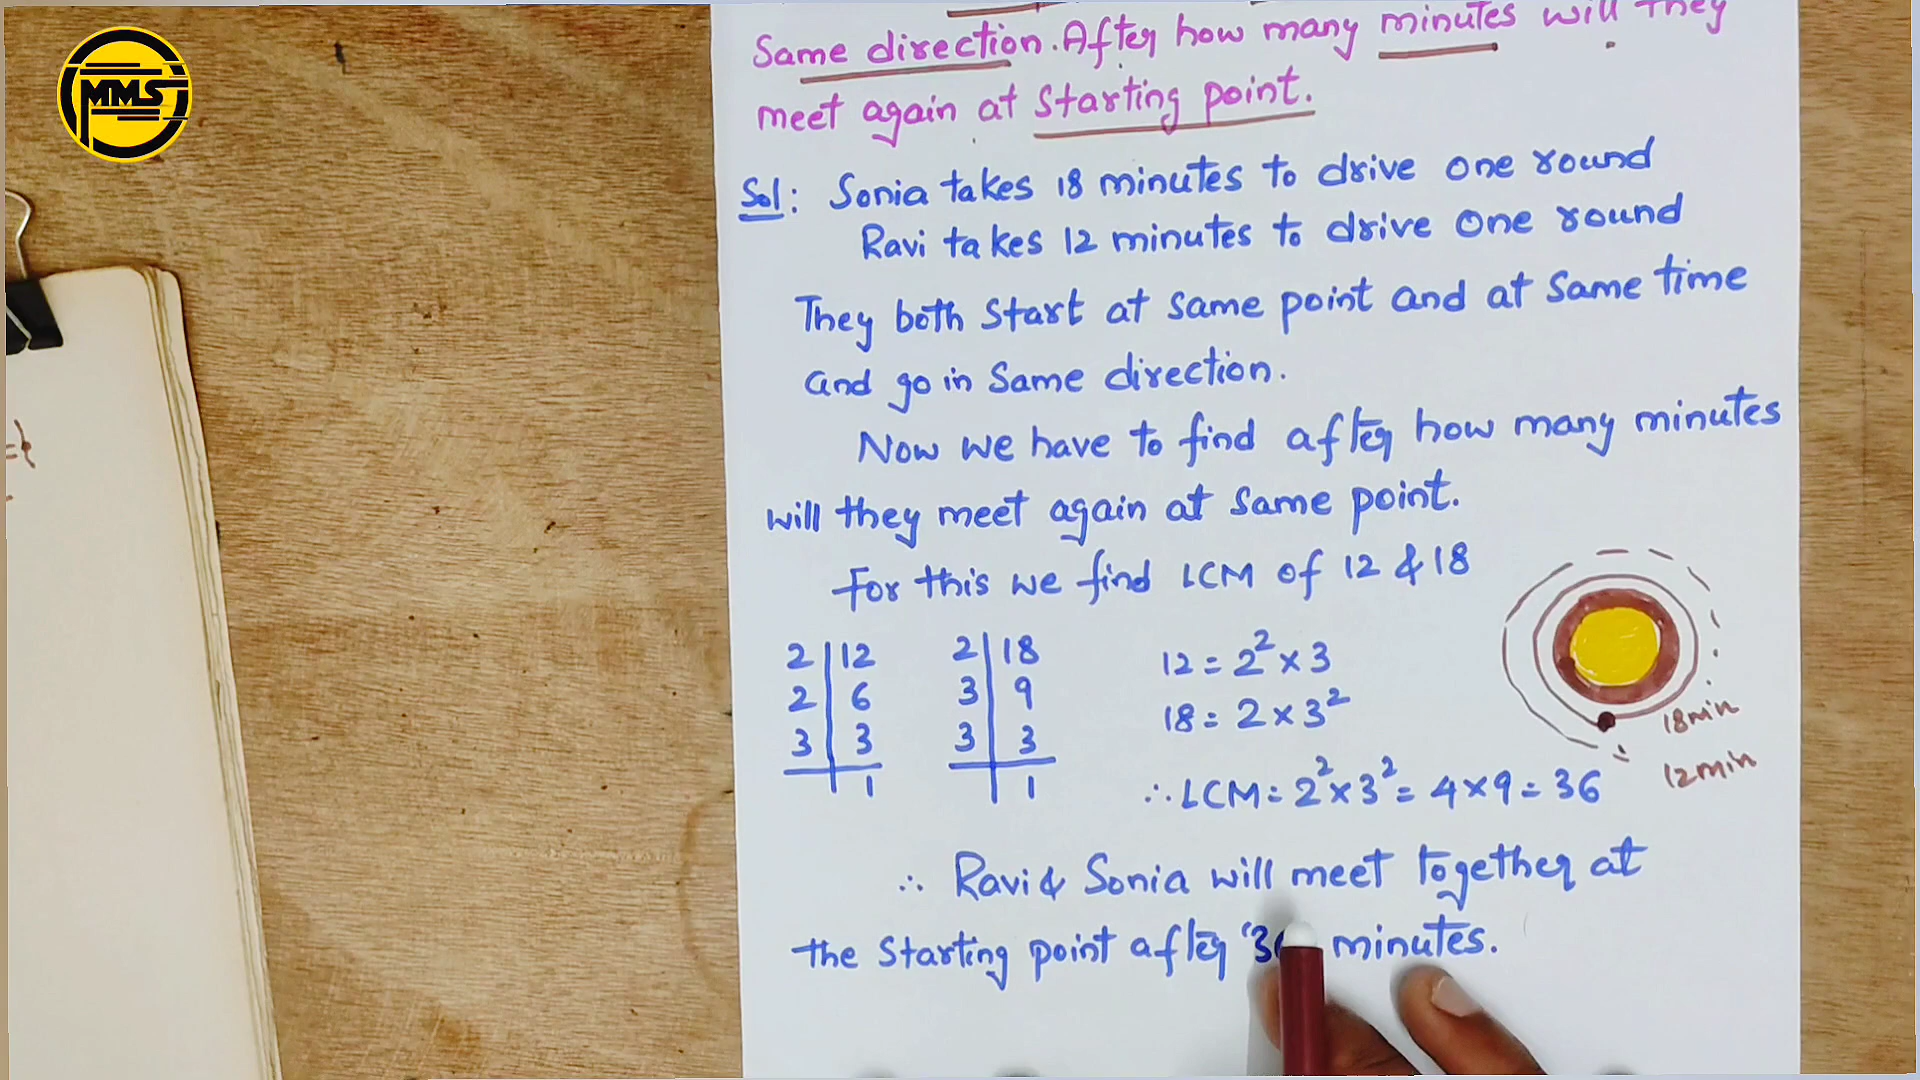 MMS
Same direction. After how many minutes will they
meet again at starting point.
Sol: Sonia takes 18 minutes to drive one round
Ravi takes 12 minutes to drive one round
They both start at same point and at same time
and go in same direction.
Now we have to find after how many minutes
will they meet again at same point.
For this we find LCM of 12 & 18
2 | 12
2 | 6
3 | 3
1
2 | 18
3 | 9
3 | 3
1
12 = 2² × 3
18 = 2 × 3²
∴ LCM = 2² × 3² = 4 × 9 = 36
18 min
12 min
∴ Ravi & Sonia will meet together at
the starting point after minutes.